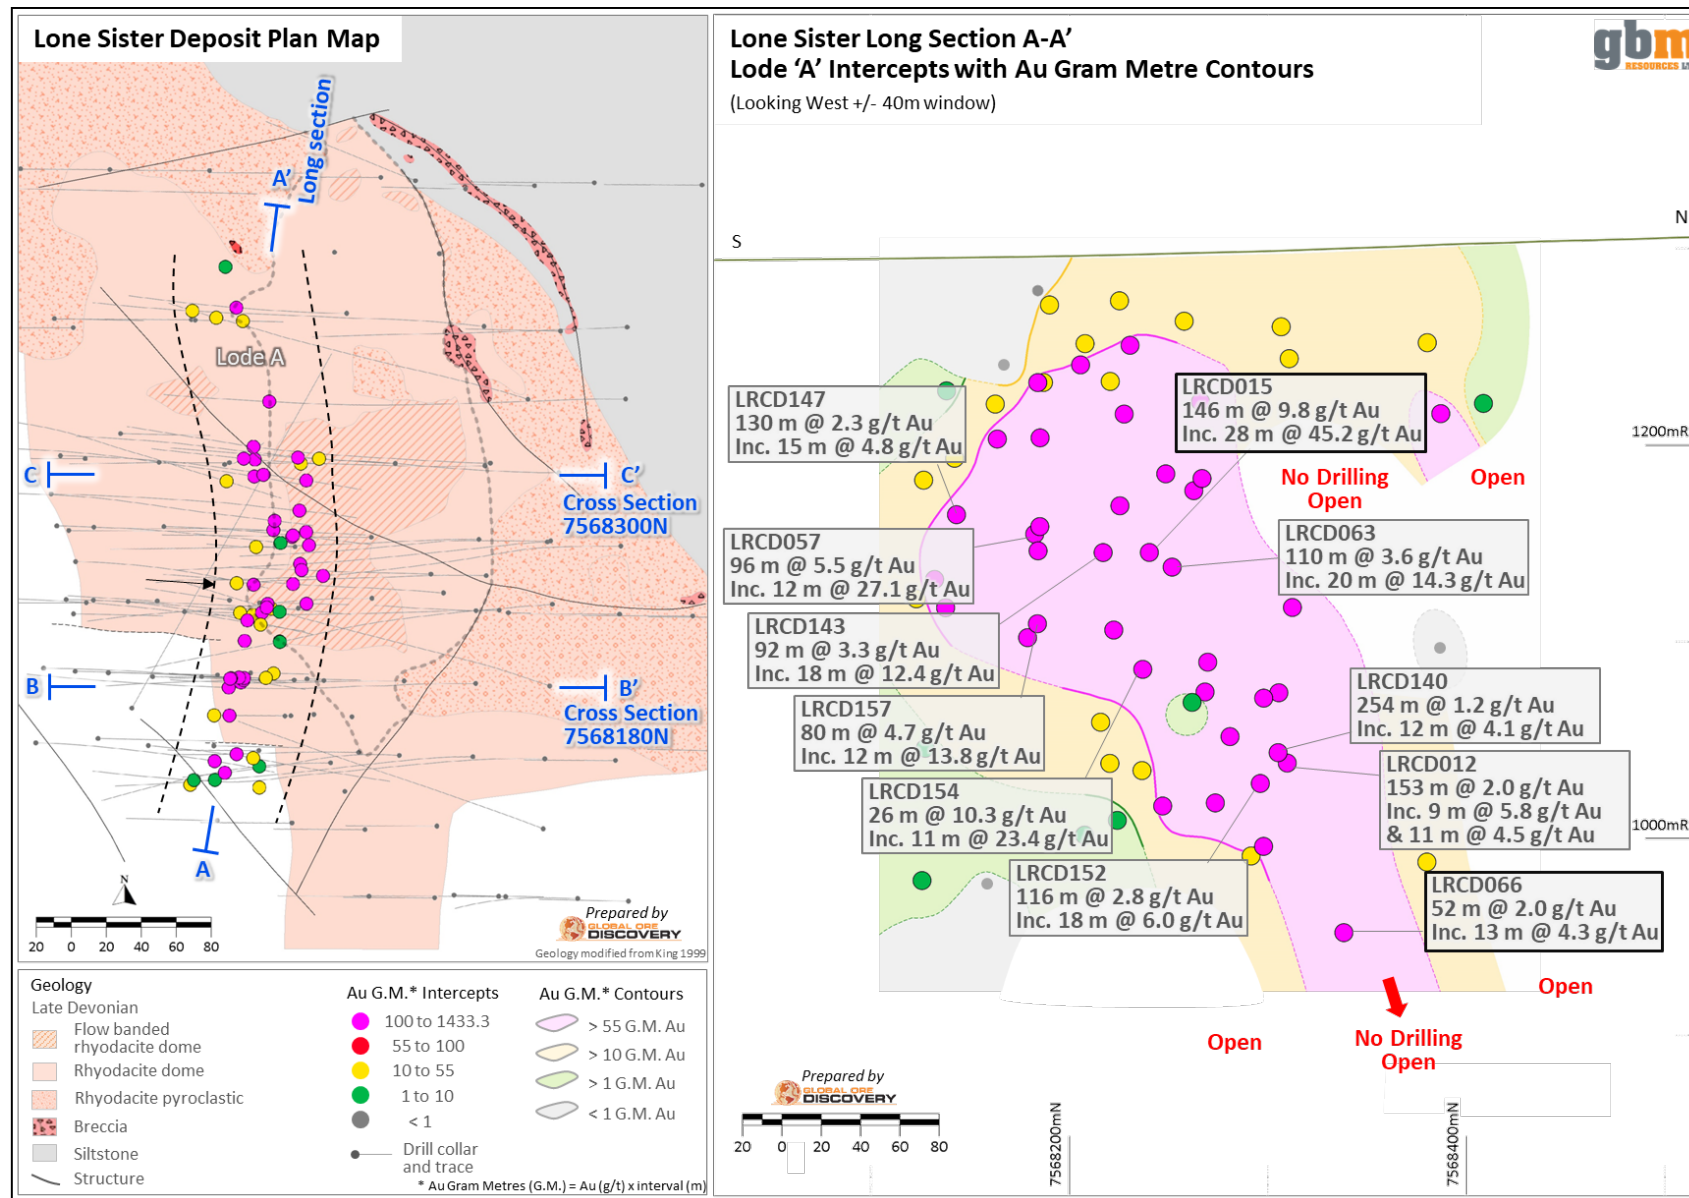 Lone Sister Deposit Plan Map
A'
Long section
Lode A
C
C'
Cross Section
7568300N
B
B'
Cross Section
7568180N
A
N
20 0 20 40 60 80
Prepared by
GLOBAL ORE
DISCOVERY
Geology modified from King 1999
Geology
Late Devonian
Flow banded
rhyodacite dome
Rhyodacite dome
Rhyodacite pyroclastic
Breccia
Siltstone
Structure
Au G.M.* Intercepts
100 to 1433.3
55 to 100
10 to 55
1 to 10
< 1
Drill collar
and trace
Au G.M.* Contours
> 55 G.M. Au
> 10 G.M. Au
> 1 G.M. Au
< 1 G.M. Au
* Au Gram Metres (G.M.) = Au (g/t) x interval (m)
Lone Sister Long Section A-A'
Lode 'A' Intercepts with Au Gram Metre Contours
(Looking West +/- 40m window)
gbm
RESOURCES
S
N
LRCD147
130 m @ 2.3 g/t Au
Inc. 15 m @ 4.8 g/t Au
LRCD015
146 m @ 9.8 g/t Au
Inc. 28 m @ 45.2 g/t Au
1200mR
No Drilling
Open
Open
LRCD057
96 m @ 5.5 g/t Au
Inc. 12 m @ 27.1 g/t Au
LRCD063
110 m @ 3.6 g/t Au
Inc. 20 m @ 14.3 g/t Au
LRCD143
92 m @ 3.3 g/t Au
Inc. 18 m @ 12.4 g/t Au
LRCD157
80 m @ 4.7 g/t Au
Inc. 12 m @ 13.8 g/t Au
LRCD140
254 m @ 1.2 g/t Au
Inc. 12 m @ 4.1 g/t Au
LRCD012
153 m @ 2.0 g/t Au
Inc. 9 m @ 5.8 g/t Au
& 11 m @ 4.5 g/t Au
LRCD154
26 m @ 10.3 g/t Au
Inc. 11 m @ 23.4 g/t Au
1000mR
LRCD152
116 m @ 2.8 g/t Au
Inc. 18 m @ 6.0 g/t Au
LRCD066
52 m @ 2.0 g/t Au
Inc. 13 m @ 4.3 g/t Au
Open
Open
No Drilling
Open
Prepared by
GLOBAL ORE
DISCOVERY
20 0 20 40 60 80
7568200mN
7568400mN